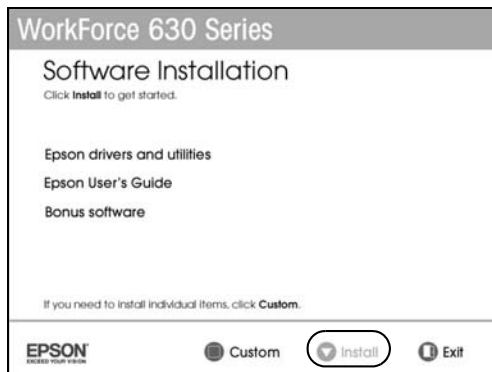 WorkForce 630 Series
Software Installation
Click Install to get started.
Epson drivers and utilities
Epson User's Guide
Bonus software
If you need to install individual items, click Custom.
EPSON
EXCEED YOUR VISION
Custom
Install
Exit